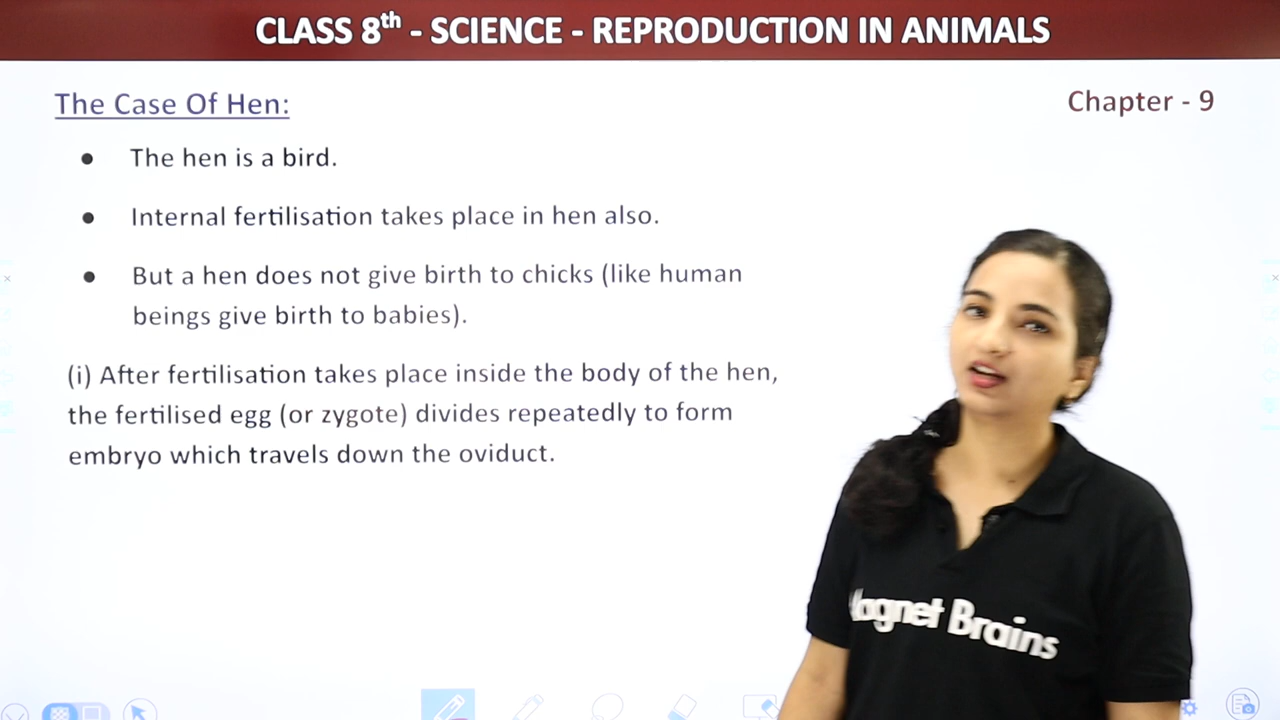 CLASS 8th - SCIENCE - REPRODUCTION IN ANIMALS
The Case Of Hen:
Chapter - 9
● The hen is a bird.
● Internal fertilisation takes place in hen also.
● But a hen does not give birth to chicks (like human
beings give birth to babies).
(i) After fertilisation takes place inside the body of the hen,
the fertilised egg (or zygote) divides repeatedly to form
embryo which travels down the oviduct.
Magnet Brains